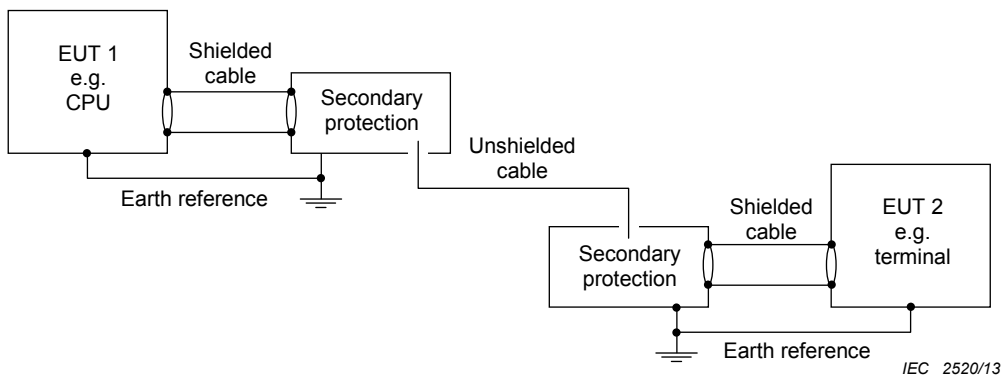 EUT 1
e.g.
CPU
Shielded
cable
Secondary
protection
Earth reference
Unshielded
cable
Secondary
protection
Shielded
cable
EUT 2
e.g.
terminal
Earth reference
IEC 2520/13